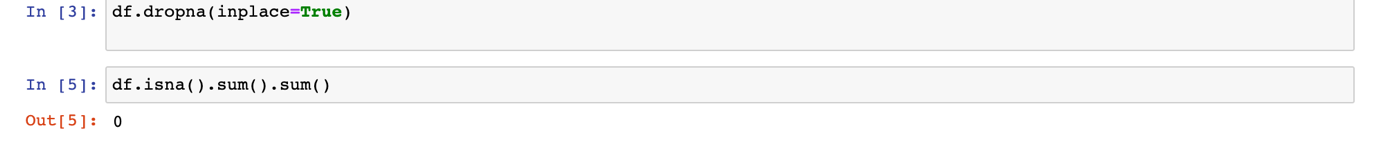 In [3]: df.dropna(inplace=True)
In [5]: df.isna().sum().sum()
Out[5]: 0